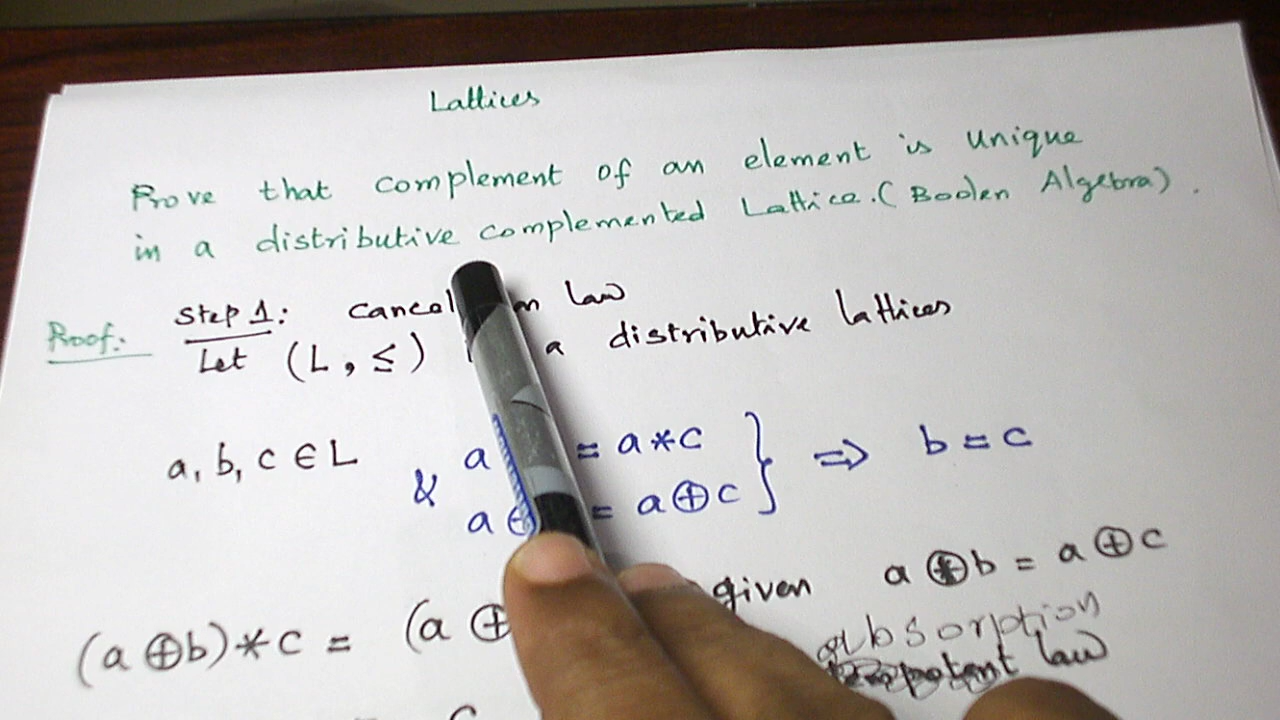 Lattices
Prove that complement of an element is unique
in a distributive complemented Lattice. (Boolen Algebra).
Proof: Step 1: law
Let (L, ≤) a distributive lattices
a, b, c ∈ L & a = a * c } ⇒ b = c
a ⊕ = a ⊕ c
given a ⊕ b = a ⊕ c
(a ⊕ b) * c = (a ⊕
absorption
law